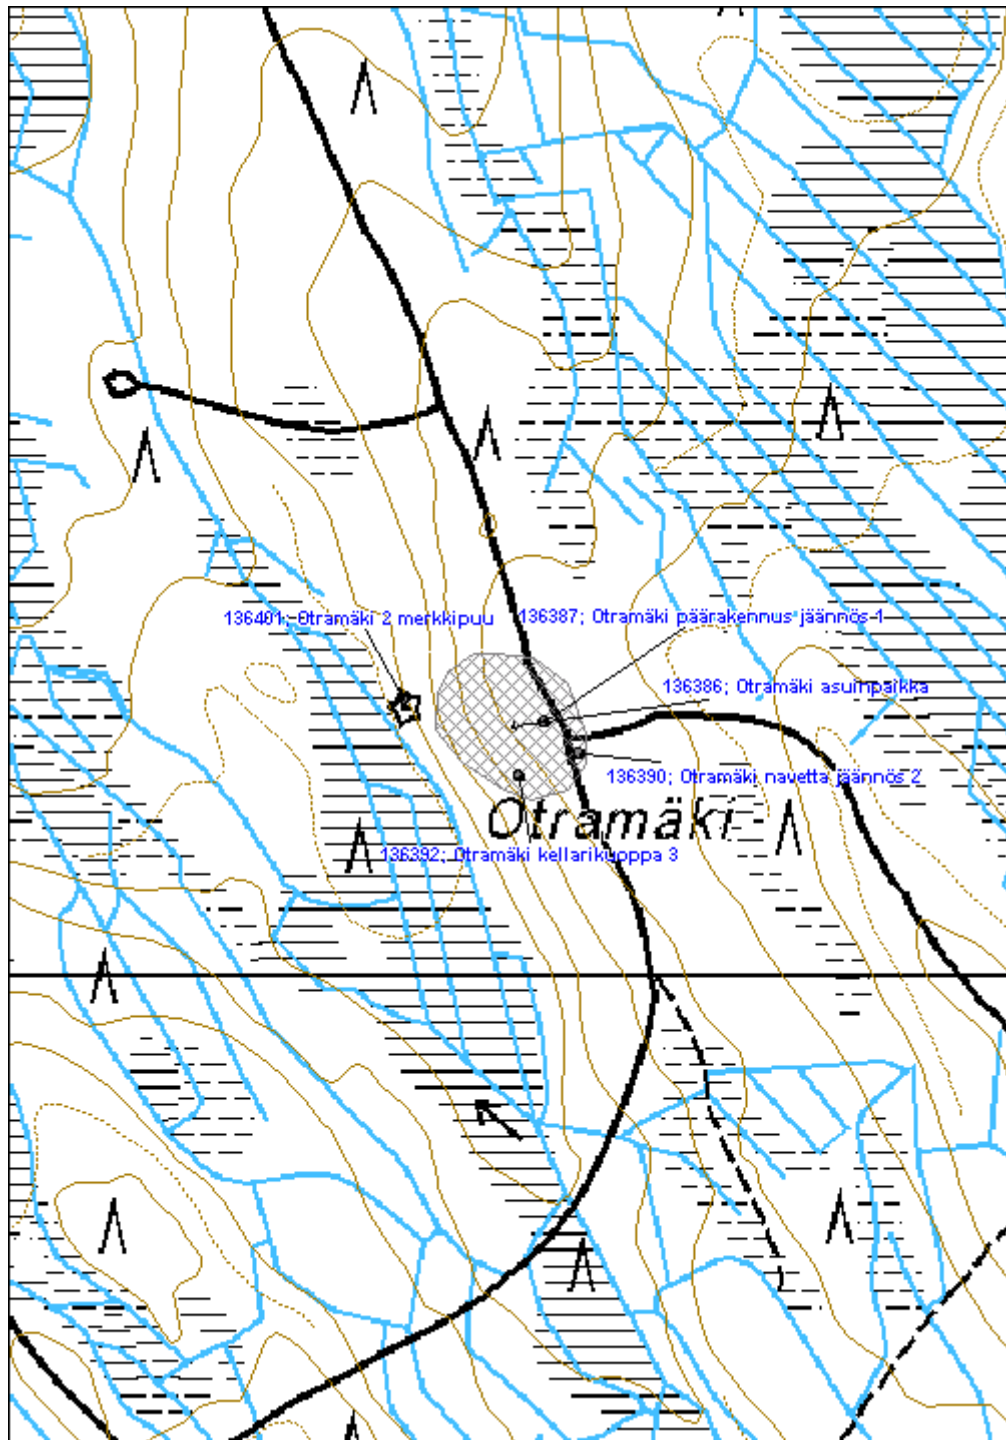 136401; Otramäki 2 merkkipuu
136387; Otramäki päärakennus jäännös 1
136386; Otramäki asuinpaikka
136390; Otramäki navetta jäännös 2
Otramäki
136392; Otramäki kellarikuoppa 3